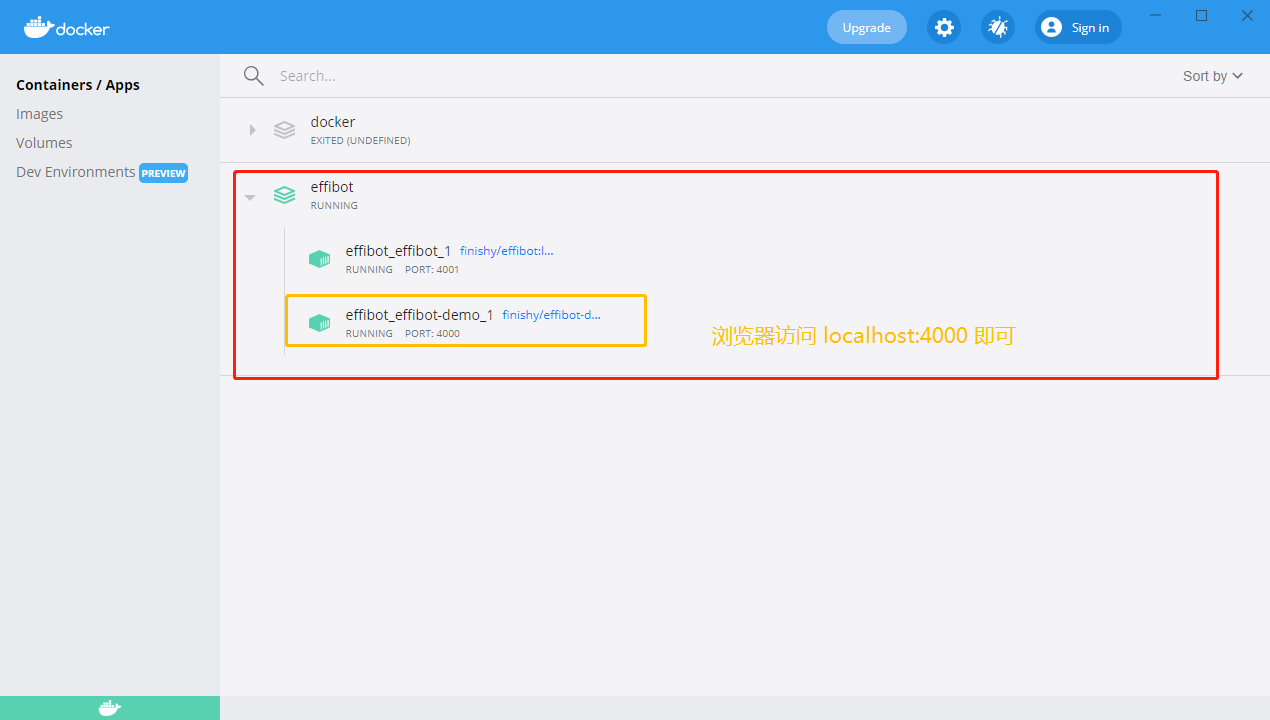 docker
Upgrade
Sign in
Containers / Apps
Images
Volumes
Dev Environments PREVIEW
Search...
Sort by
docker
EXITED (UNDEFINED)
effibot
RUNNING
effibot_effibot_1 finishy/effibot:l...
RUNNING PORT: 4001
effibot_effibot-demo_1 finishy/effibot-d...
RUNNING PORT: 4000
浏览器访问 localhost:4000 即可